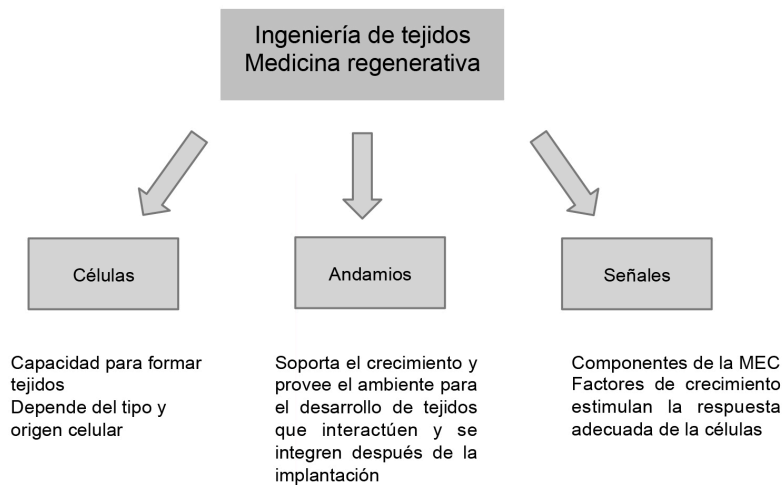 Ingeniería de tejidos
Medicina regenerativa
Células
Andamios
Señales
Capacidad para formar
tejidos
Depende del tipo y
origen celular
Soporta el crecimiento y
provee el ambiente para
el desarrollo de tejidos
que interactúen y se
integren después de la
implantación
Componentes de la MEC
Factores de crecimiento
estimulan la respuesta
adecuada de la células